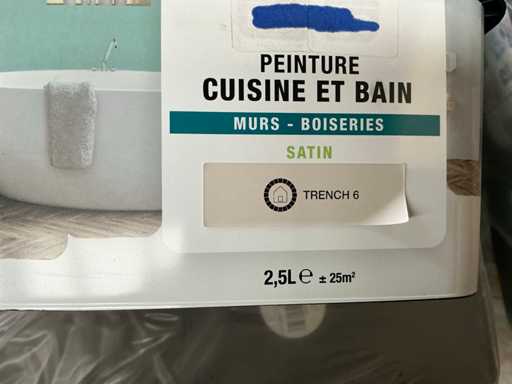 PEINTURE
CUISINE ET BAIN
MURS - BOISERIES
SATIN
TRENCH 6
2,5L e ± 25m²